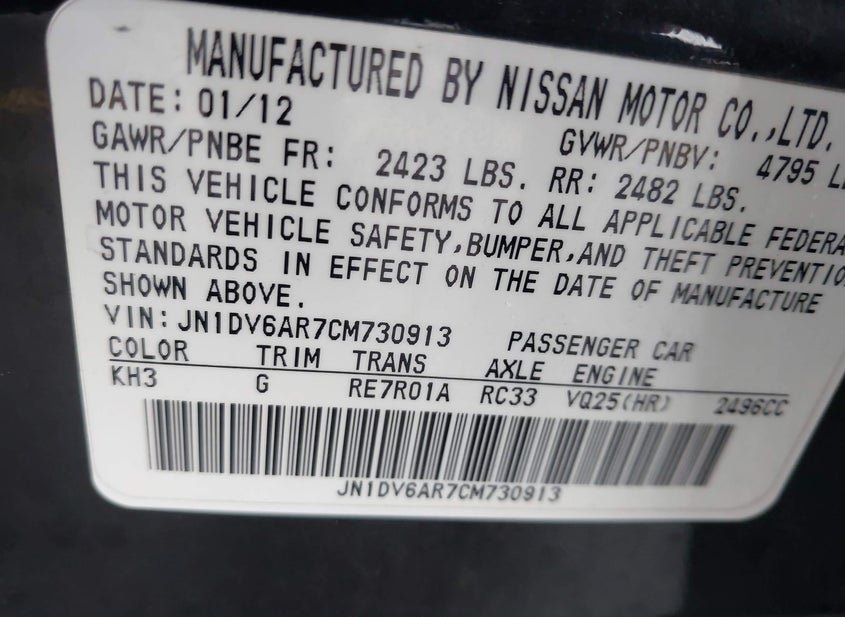 MANUFACTURED BY NISSAN MOTOR CO.,LTD.
DATE: 01/12 GVWR/PNBV: 4795 L
GAWR/PNBE FR: 2423 LBS. RR: 2482 LBS.
THIS VEHICLE CONFORMS TO ALL APPLICABLE FEDERA
MOTOR VEHICLE SAFETY,BUMPER,AND THEFT PREVENTIO
STANDARDS IN EFFECT ON THE DATE OF MANUFACTURE
SHOWN ABOVE.
VIN: JN1DV6AR7CM730913 PASSENGER CAR
COLOR TRIM TRANS AXLE ENGINE
KH3 G RE7R01A RC33 VQ25(HR) 2496CC
JN1DV6AR7CM730913